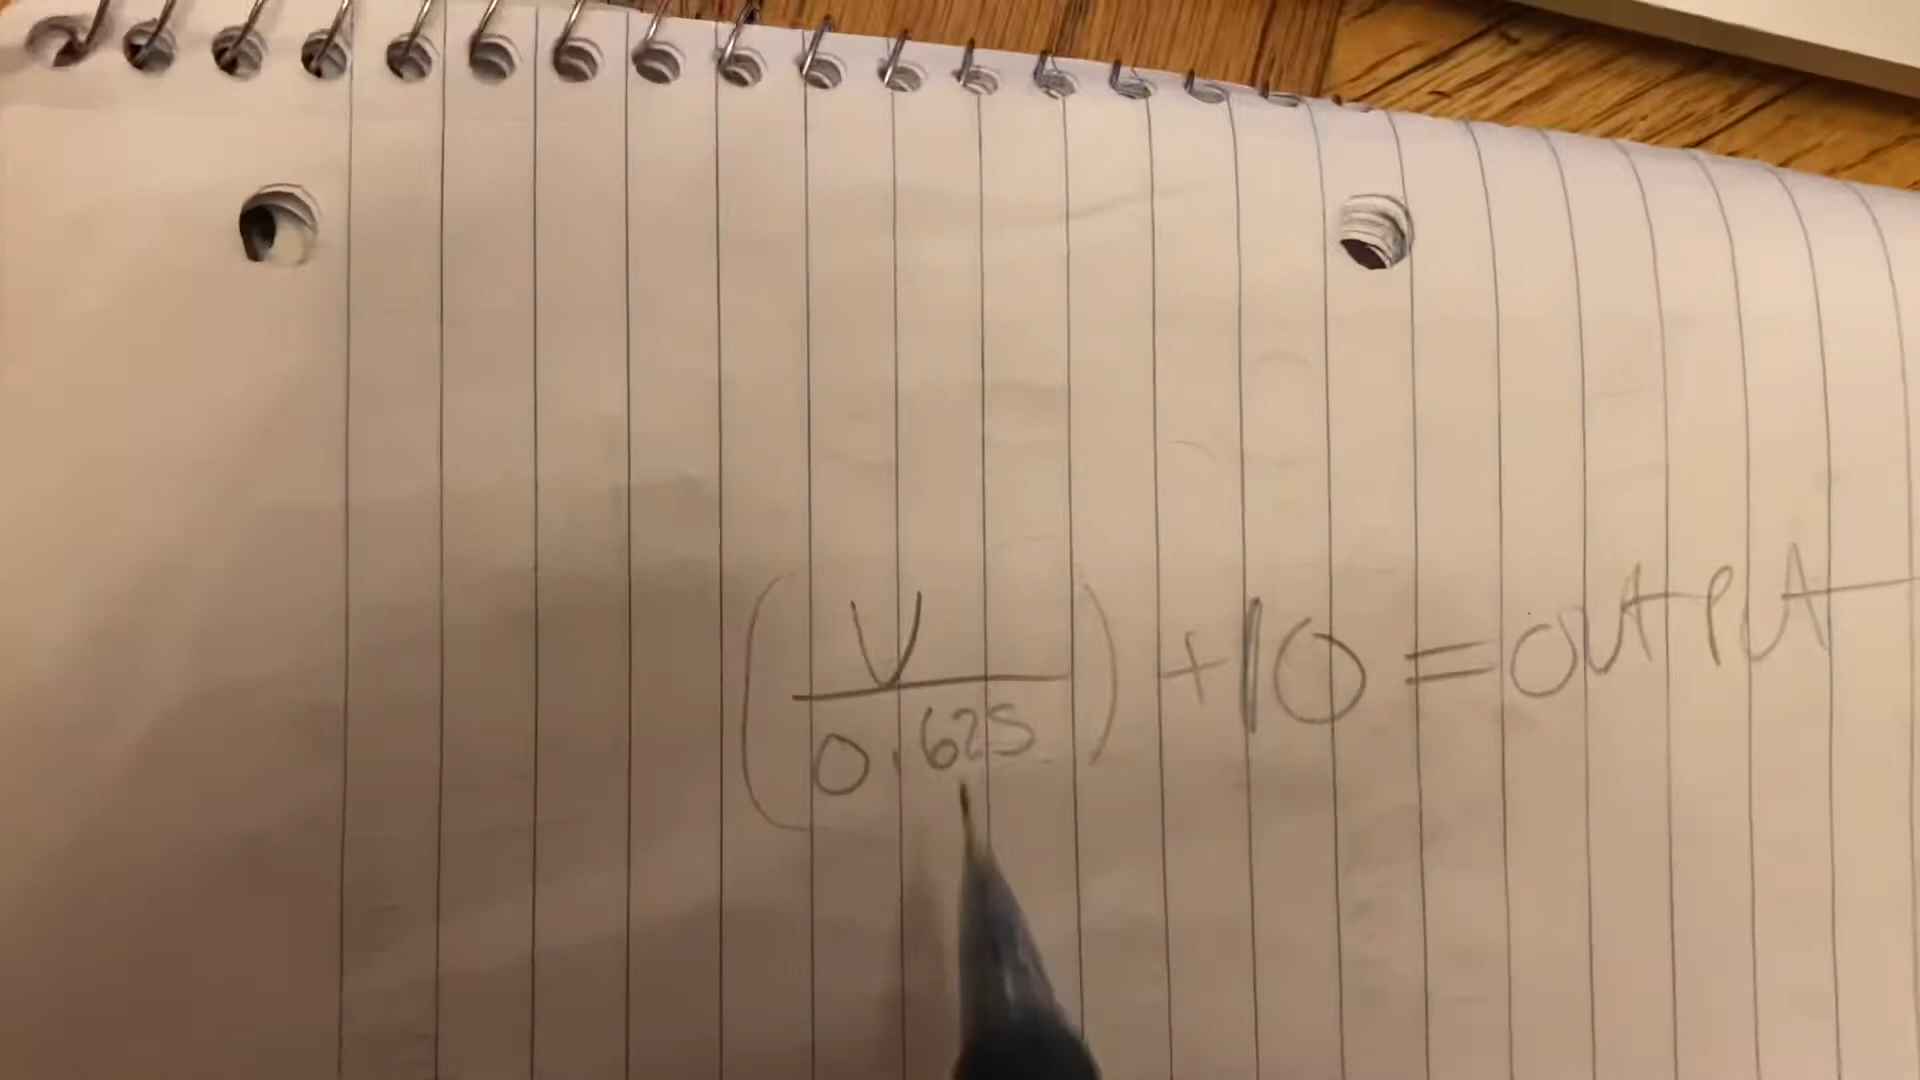 (V/0.625) + 10 = output